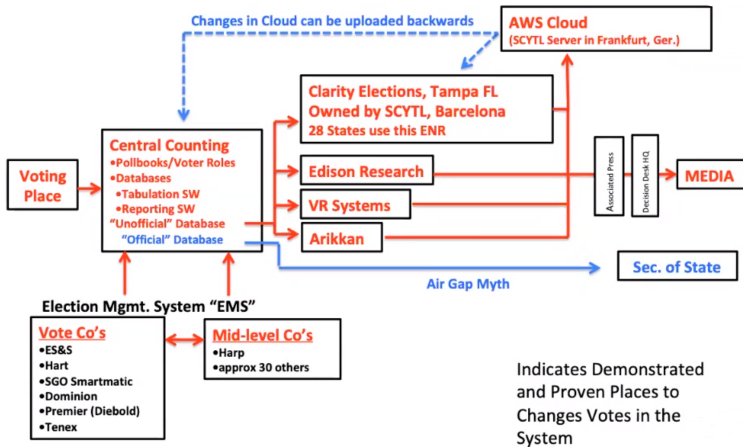 Changes in Cloud can be uploaded backwards
AWS Cloud
(SCYTL Server in Frankfurt, Ger.)
Clarity Elections, Tampa FL
Owned by SCYTL, Barcelona
28 States use this ENR
Central Counting
•Pollbooks/Voter Roles
•Databases
•Tabulation SW
•Reporting SW
"Unofficial" Database
"Official" Database
Voting
Place
Edison Research
VR Systems
Arikkan
Associated Press
Decision Desk HQ
MEDIA
Air Gap Myth
Sec. of State
Election Mgmt. System "EMS"
Vote Co's
•ES&S
•Hart
•SGO Smartmatic
•Dominion
•Premier (Diebold)
•Tenex
Mid-level Co's
•Harp
•approx 30 others
Indicates Demonstrated
and Proven Places to
Changes Votes in the
System